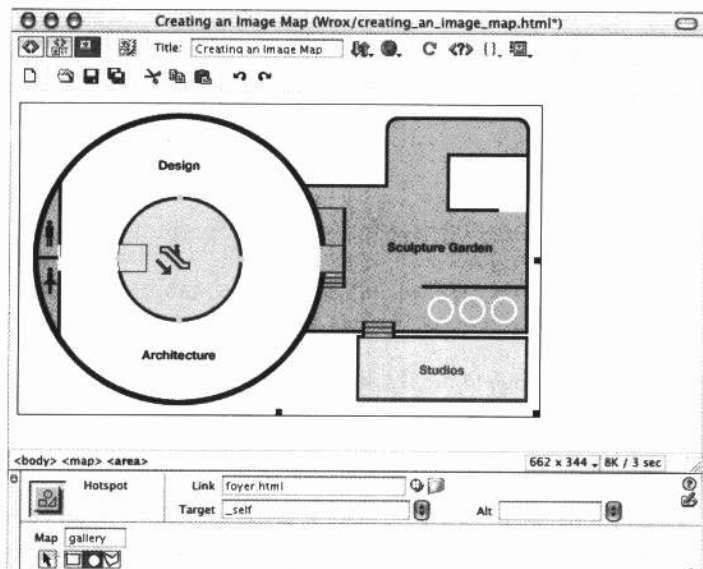 Creating an Image Map (Wrox/creating_an_image_map.html*)
Title: Creating an Image Map
Design
Sculpture Garden
Architecture
Studios
<body> <map> <area>
662 x 344 8K / 3 sec
Hotspot
Link foyer.html
Target _self
Alt
Map gallery